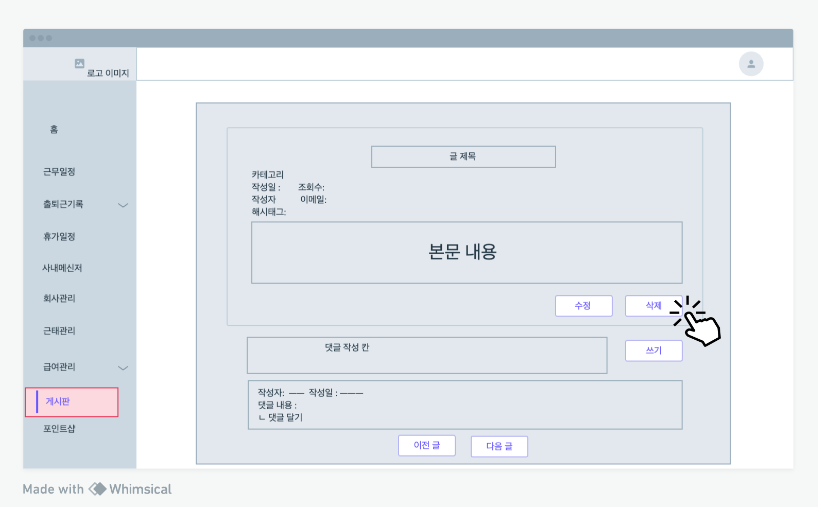 로고 이미지
홈
근무일정
출퇴근기록
휴가일정
사내메신저
회사관리
근태관리
급여관리
게시판
포인트샵
글 제목
카테고리
작성일 : 조회수:
작성자 이메일:
해시태그:
본문 내용
수정 삭제
댓글 작성 칸
쓰기
작성자: —— 작성일 : ———
댓글 내용 :
ㄴ 댓글 달기
이전 글 다음 글
Made with Whimsical